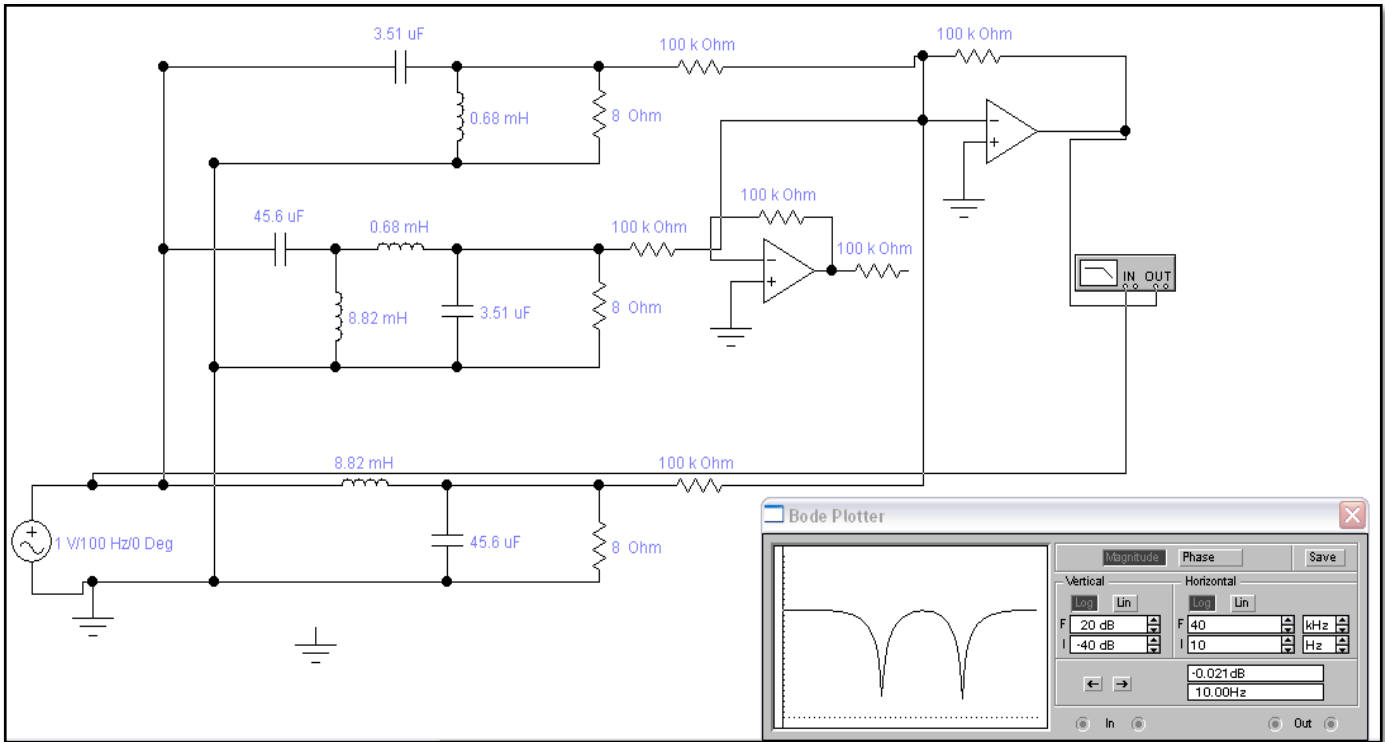 3.51 uF
100 k Ohm
100 k Ohm
0.68 mH
8 Ohm
45.6 uF
0.68 mH
100 k Ohm
100 k Ohm
100 k Ohm
8.82 mH
3.51 uF
8 Ohm
IN OUT
8.82 mH
100 k Ohm
1 V/100 Hz/0 Deg
45.6 uF
8 Ohm
Bode Plotter
Magnitude Phase Save
Vertical Horizontal
Log Lin Log Lin
F 20 dB F 40 kHz
I -40 dB I 10 Hz
-0.021dB
10.00Hz
In Out